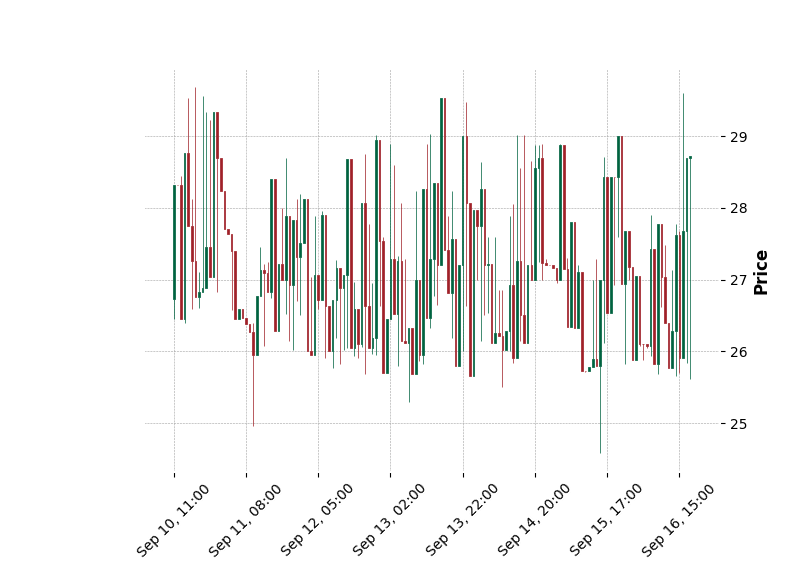 29
28
27
26
25
Price
Sep 10, 11:00
Sep 11, 08:00
Sep 12, 05:00
Sep 13, 02:00
Sep 13, 22:00
Sep 14, 20:00
Sep 15, 17:00
Sep 16, 15:00